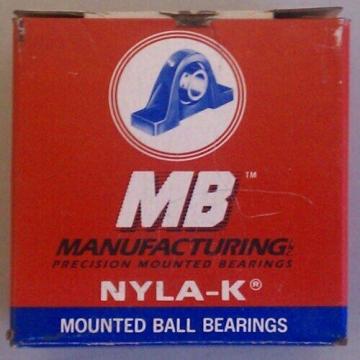 MB™
MANUFACTURING
PRECISION MOUNTED BEARINGS
NYLA-K®
MOUNTED BALL BEARINGS